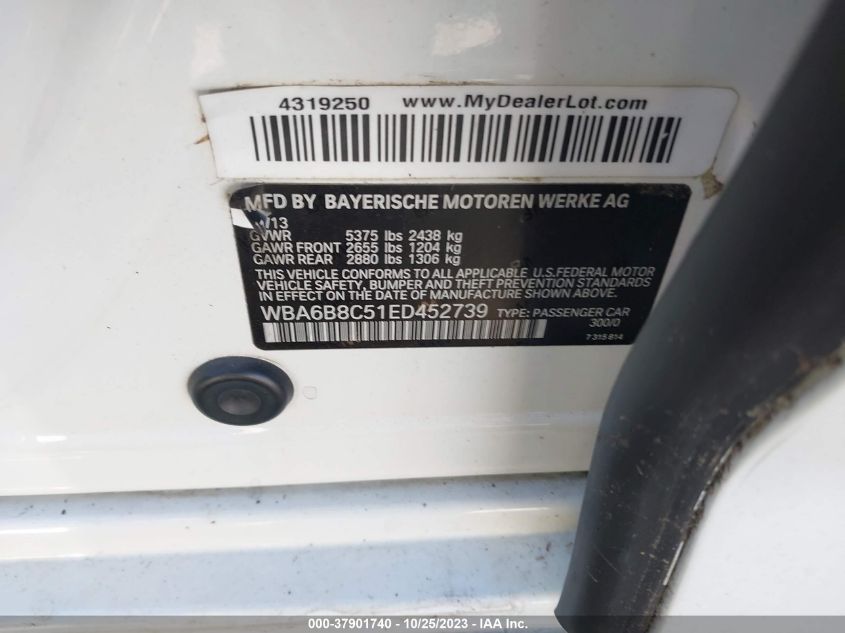 4319250 www.MyDealerLot.com
MFD BY BAYERISCHE MOTOREN WERKE AG
/13
GVWR 5375 lbs 2438 kg
GAWR FRONT 2655 lbs 1204 kg
GAWR REAR 2880 lbs 1306 kg
THIS VEHICLE CONFORMS TO ALL APPLICABLE U.S.FEDERAL MOTOR
VEHICLE SAFETY, BUMPER AND THEFT PREVENTION STANDARDS
IN EFFECT ON THE DATE OF MANUFACTURE SHOWN ABOVE.
WBA6B8C51ED452739 TYPE: PASSENGER CAR
300/0
7 315 814
000-37901740 - 10/25/2023 - IAA Inc.